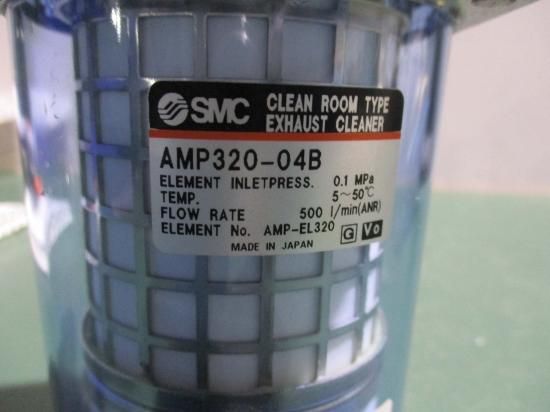 SMC CLEAN ROOM TYPE
EXHAUST CLEANER
AMP320-04B
ELEMENT INLETPRESS. 0.1 MPa
TEMP. 5~50℃
FLOW RATE 500 l/min(ANR)
ELEMENT No. AMP-EL320 G Vo
MADE IN JAPAN